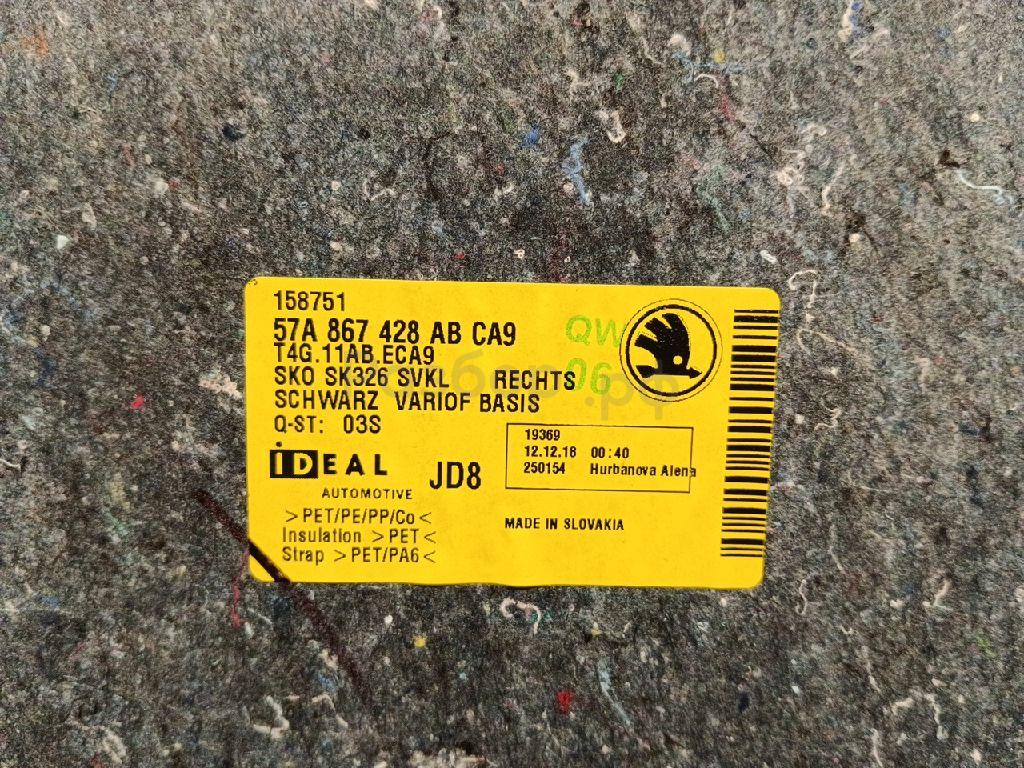 158751
57A 867 428 AB CA9
T4G.11AB.ECA9
SKO SK326 SVKL RECHTS
SCHWARZ VARIOF BASIS
Q-ST: 03S
QW
06
19369
12.12.18 00:40
250154 Hurbanova Alena
iDEAL
AUTOMOTIVE
JD8
>PET/PE/PP/Co<
Insulation >PET<
Strap >PET/PA6<
MADE IN SLOVAKIA